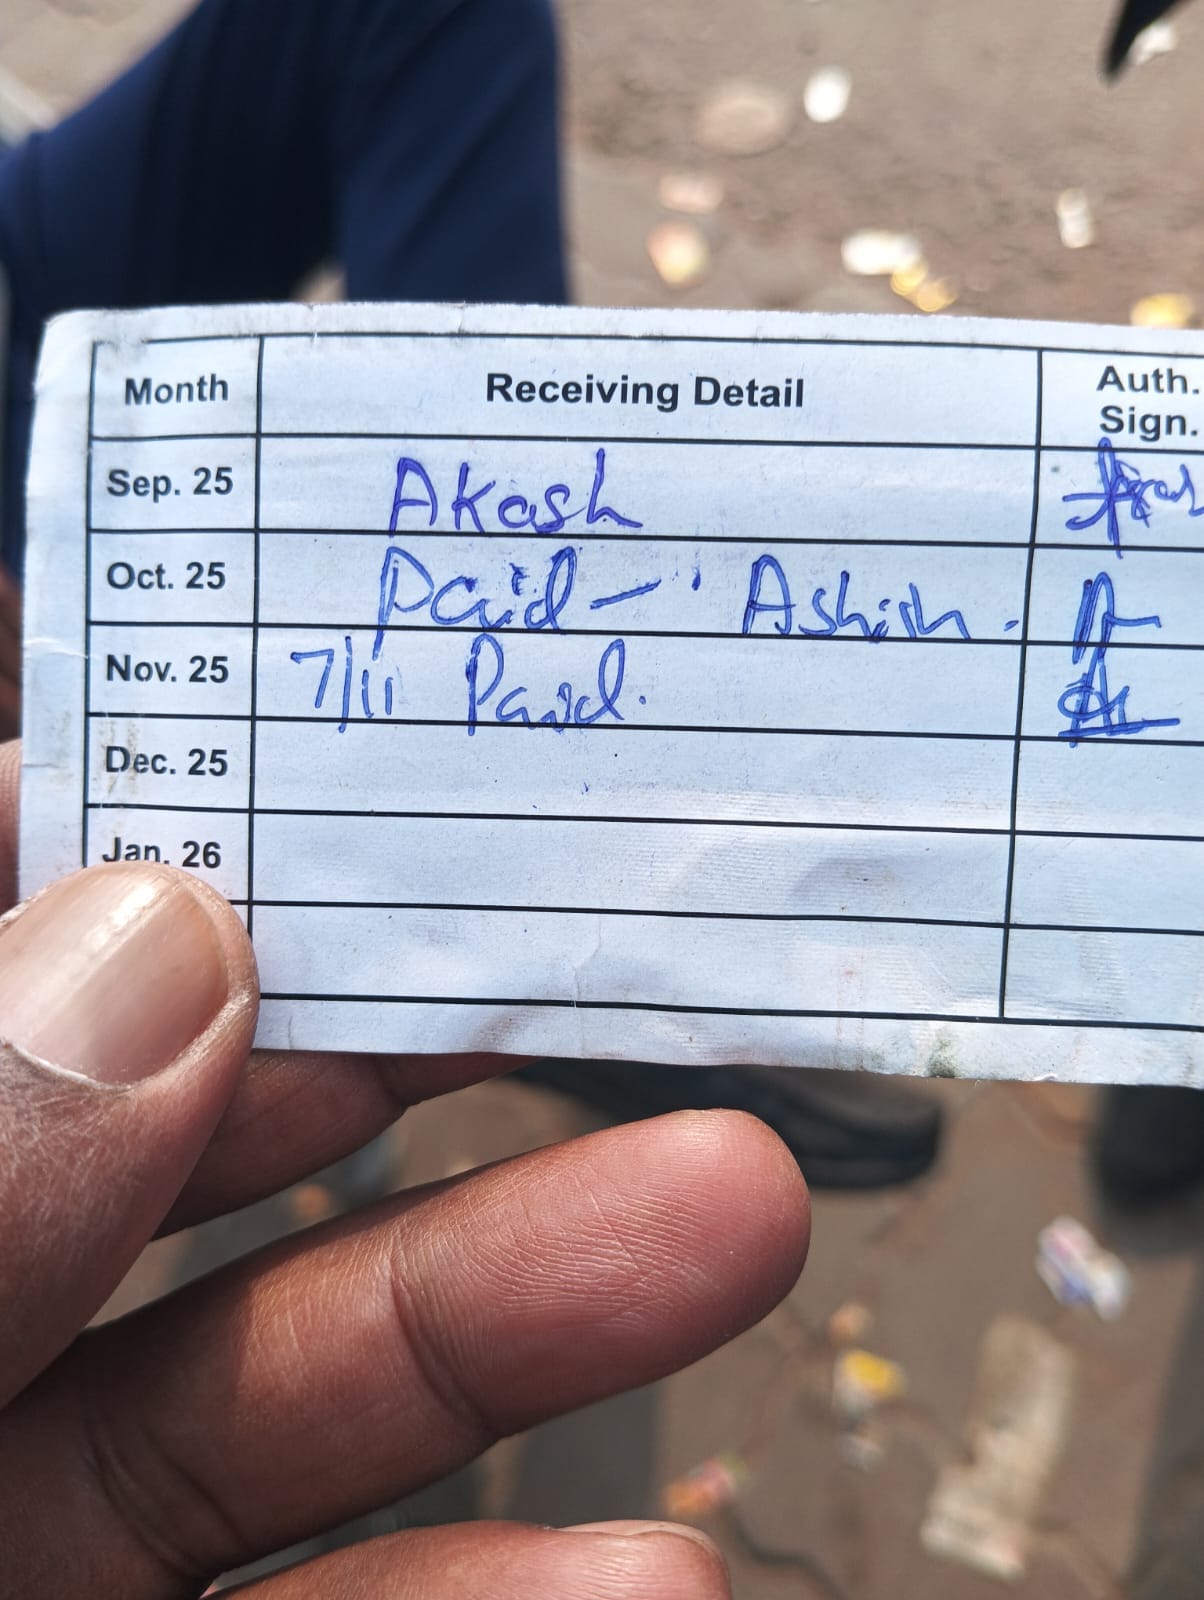 Month Receiving Detail Auth. Sign.
Sep. 25 Akash
Oct. 25 Paid - Ashish.
Nov. 25 7/11 Paid.
Dec. 25
Jan. 26